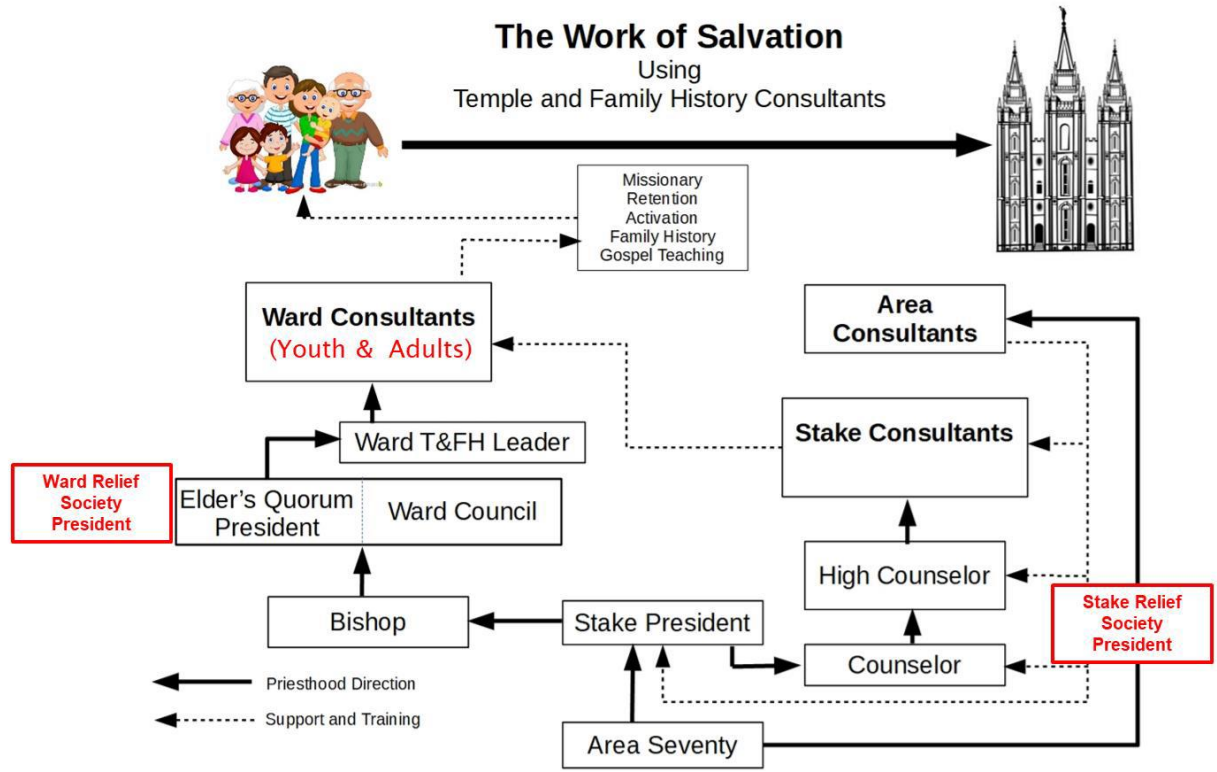 The Work of Salvation
Using
Temple and Family History Consultants
Missionary
Retention
Activation
Family History
Gospel Teaching
Ward Consultants
(Youth & Adults)
Area
Consultants
Ward T&FH Leader
Stake Consultants
Ward Relief
Society
President
Elder's Quorum
President
Ward Council
High Counselor
Stake Relief
Society
President
Bishop
Stake President
Counselor
Priesthood Direction
Support and Training
Area Seventy